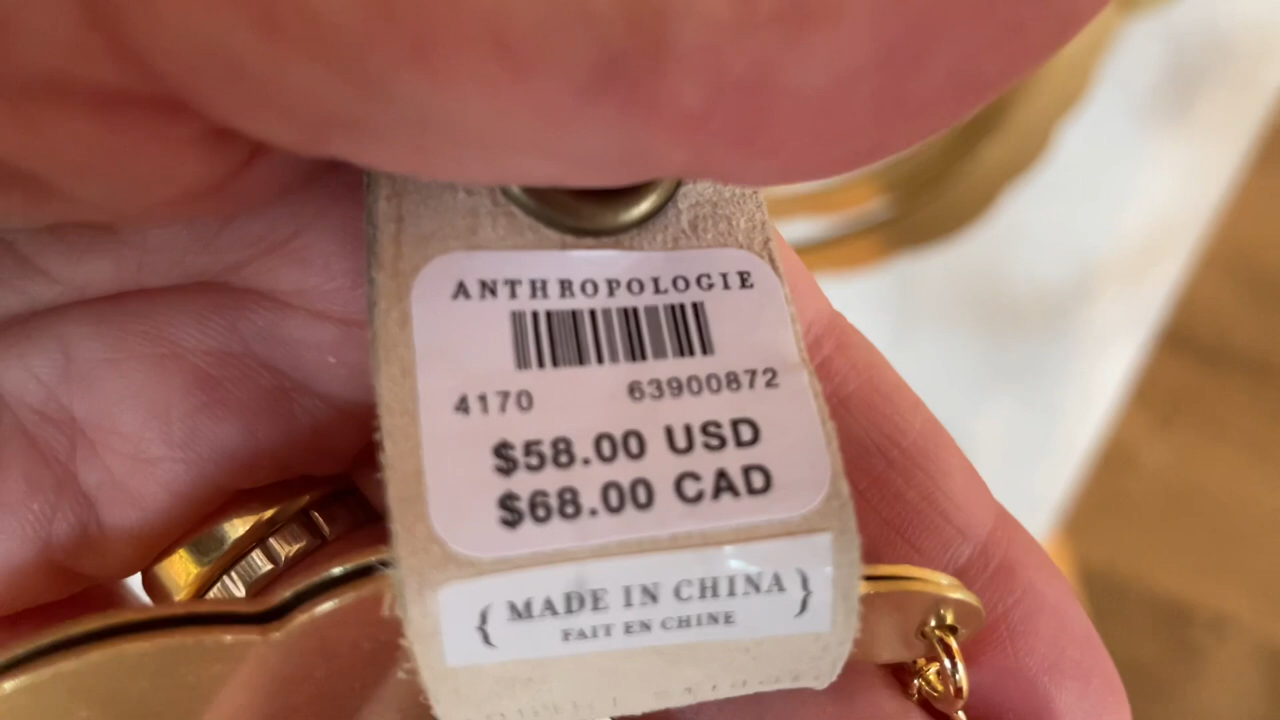 ANTHROPOLOGIE
4170 63900872
$58.00 USD
$68.00 CAD
{ MADE IN CHINA }
FAIT EN CHINE